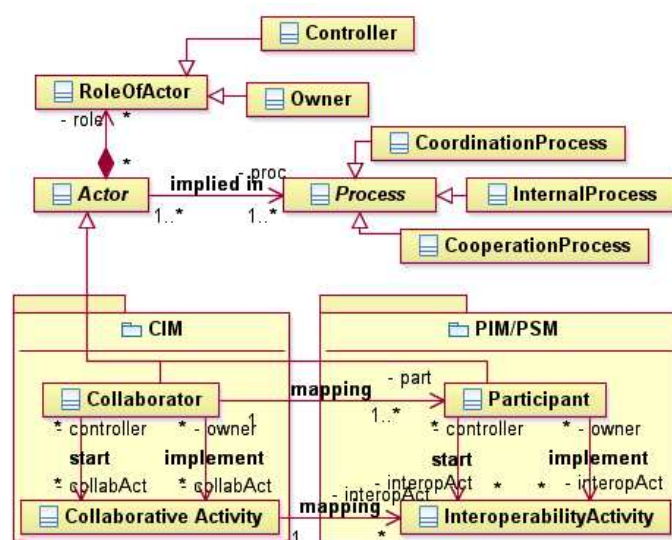 Controller
RoleOfActor
Owner
- role *
CoordinationProcess
*
- proc
Actor
implied in
Process
InternalProcess
1..* 1..*
CooperationProcess
CIM PIM/PSM
mapping - part
Collaborator Participant
1 1..*
* - controller * - owner * - controller * - owner
start implement start implement
* - collabAct * - collabAct * - interopAct * * * - interopAct
- interopAct
mapping
Collaborative Activity InteroperabilityActivity
1 *